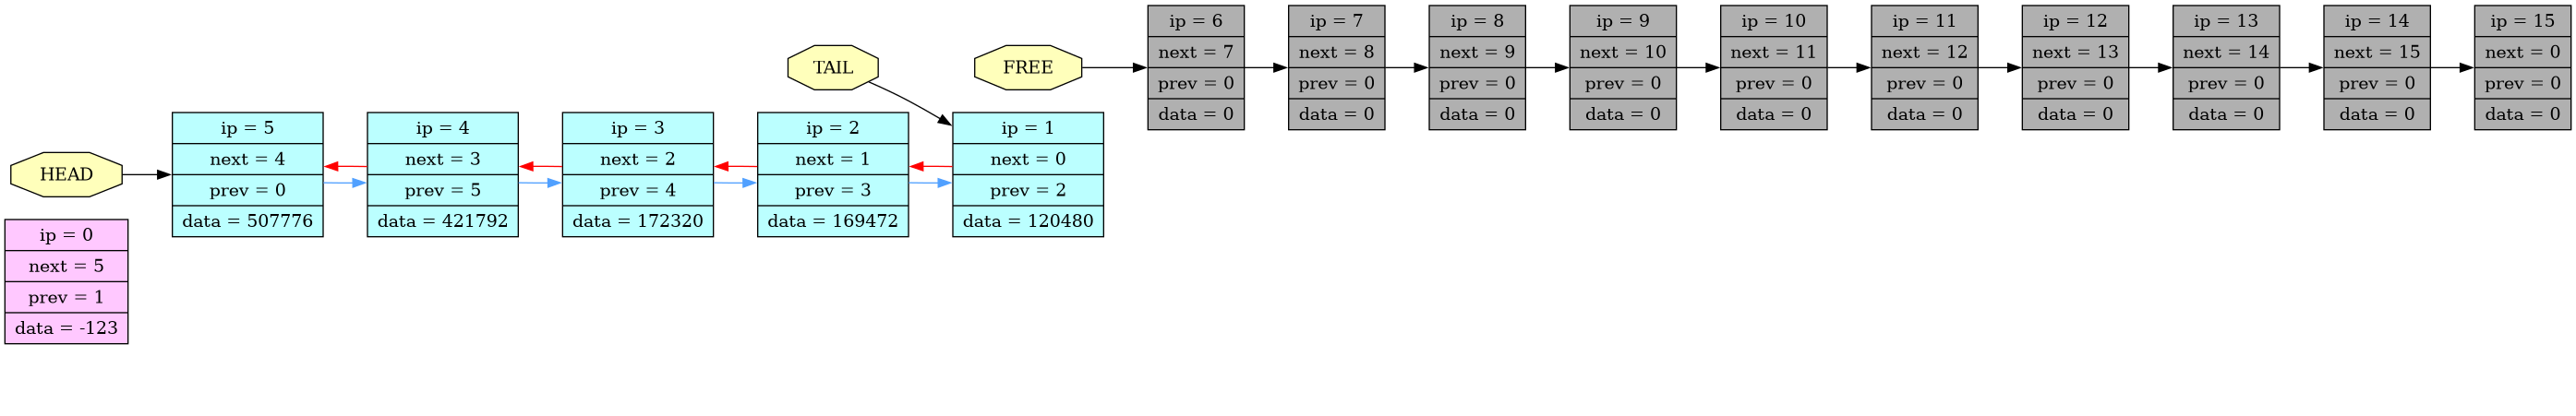 HEAD
ip = 0
next = 5
prev = 1
data = -123
ip = 5
next = 4
prev = 0
data = 507776
ip = 4
next = 3
prev = 5
data = 421792
ip = 3
next = 2
prev = 4
data = 172320
TAIL
ip = 2
next = 1
prev = 3
data = 169472
FREE
ip = 1
next = 0
prev = 2
data = 120480
ip = 6
next = 7
prev = 0
data = 0
ip = 7
next = 8
prev = 0
data = 0
ip = 8
next = 9
prev = 0
data = 0
ip = 9
next = 10
prev = 0
data = 0
ip = 10
next = 11
prev = 0
data = 0
ip = 11
next = 12
prev = 0
data = 0
ip = 12
next = 13
prev = 0
data = 0
ip = 13
next = 14
prev = 0
data = 0
ip = 14
next = 15
prev = 0
data = 0
ip = 15
next = 0
prev = 0
data = 0